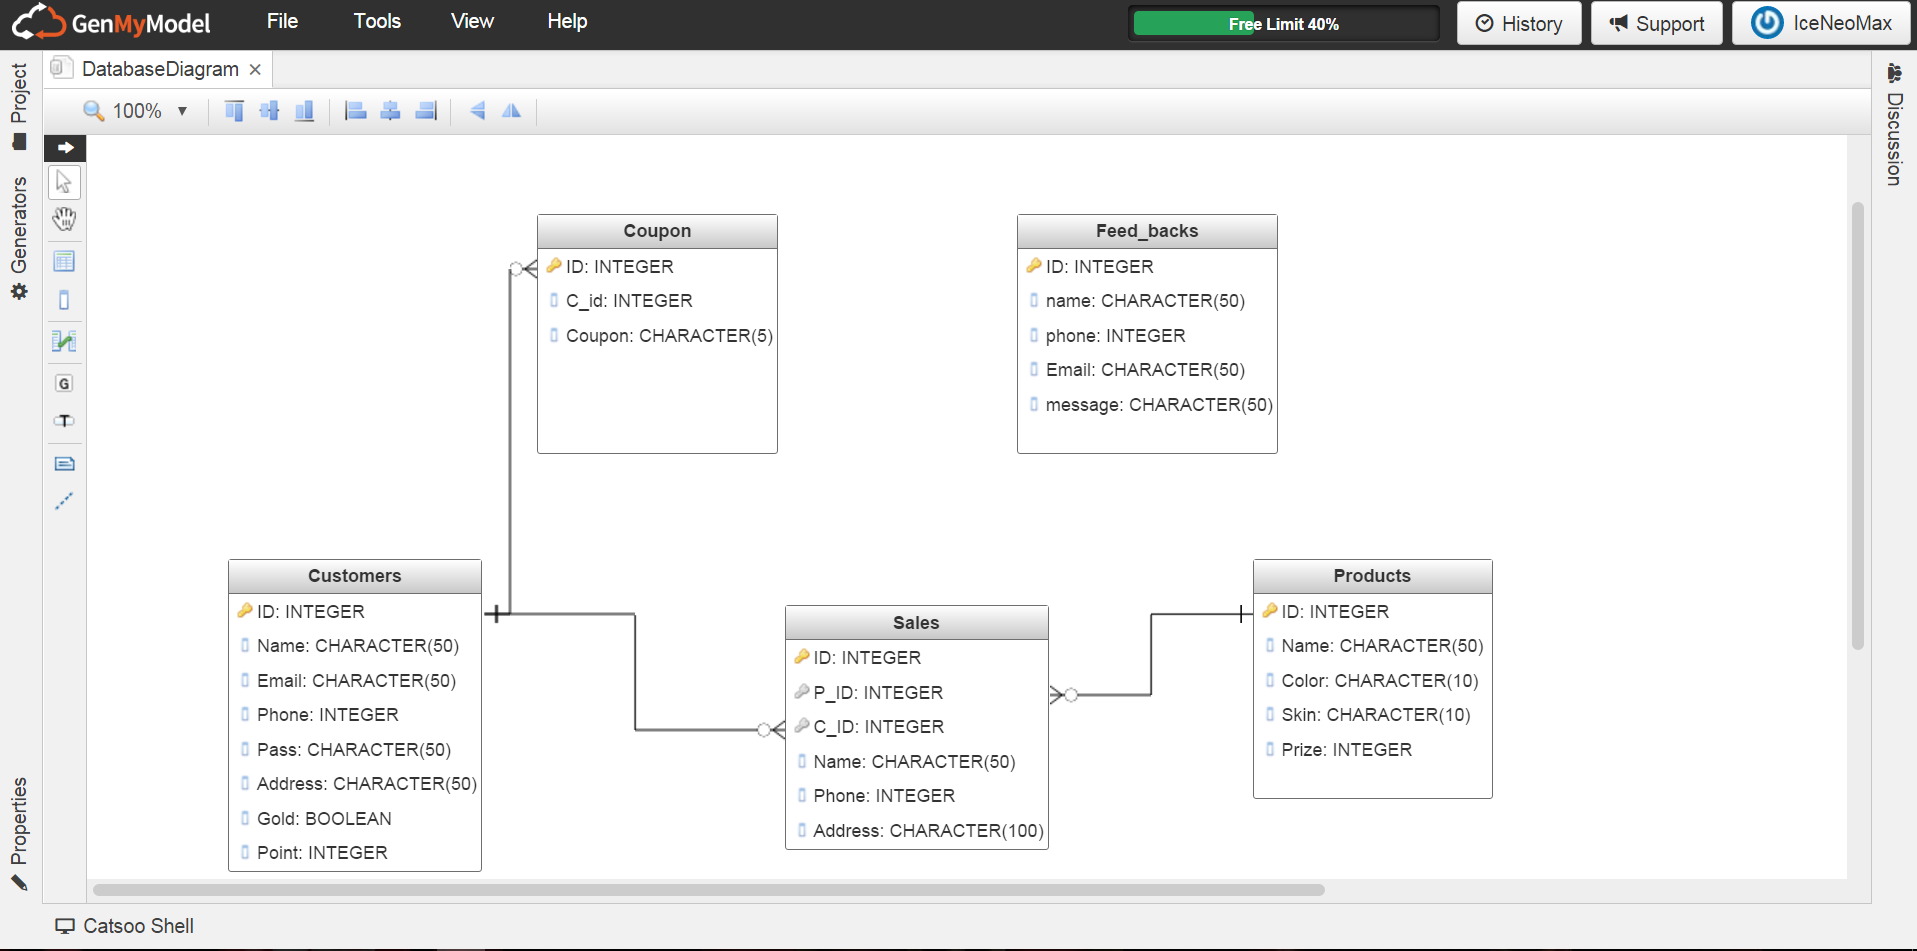 GenMyModel
File
Tools
View
Help
Free Limit 40%
History
Support
IceNeoMax
Project
Generators
Properties
DatabaseDiagram
100%
Discussion
G
T
Coupon
ID: INTEGER
C_id: INTEGER
Coupon: CHARACTER(5)
Feed_backs
ID: INTEGER
name: CHARACTER(50)
phone: INTEGER
Email: CHARACTER(50)
message: CHARACTER(50)
Customers
ID: INTEGER
Name: CHARACTER(50)
Email: CHARACTER(50)
Phone: INTEGER
Pass: CHARACTER(50)
Address: CHARACTER(50)
Gold: BOOLEAN
Point: INTEGER
Sales
ID: INTEGER
P_ID: INTEGER
C_ID: INTEGER
Name: CHARACTER(50)
Phone: INTEGER
Address: CHARACTER(100)
Products
ID: INTEGER
Name: CHARACTER(50)
Color: CHARACTER(10)
Skin: CHARACTER(10)
Prize: INTEGER
Catsoo Shell